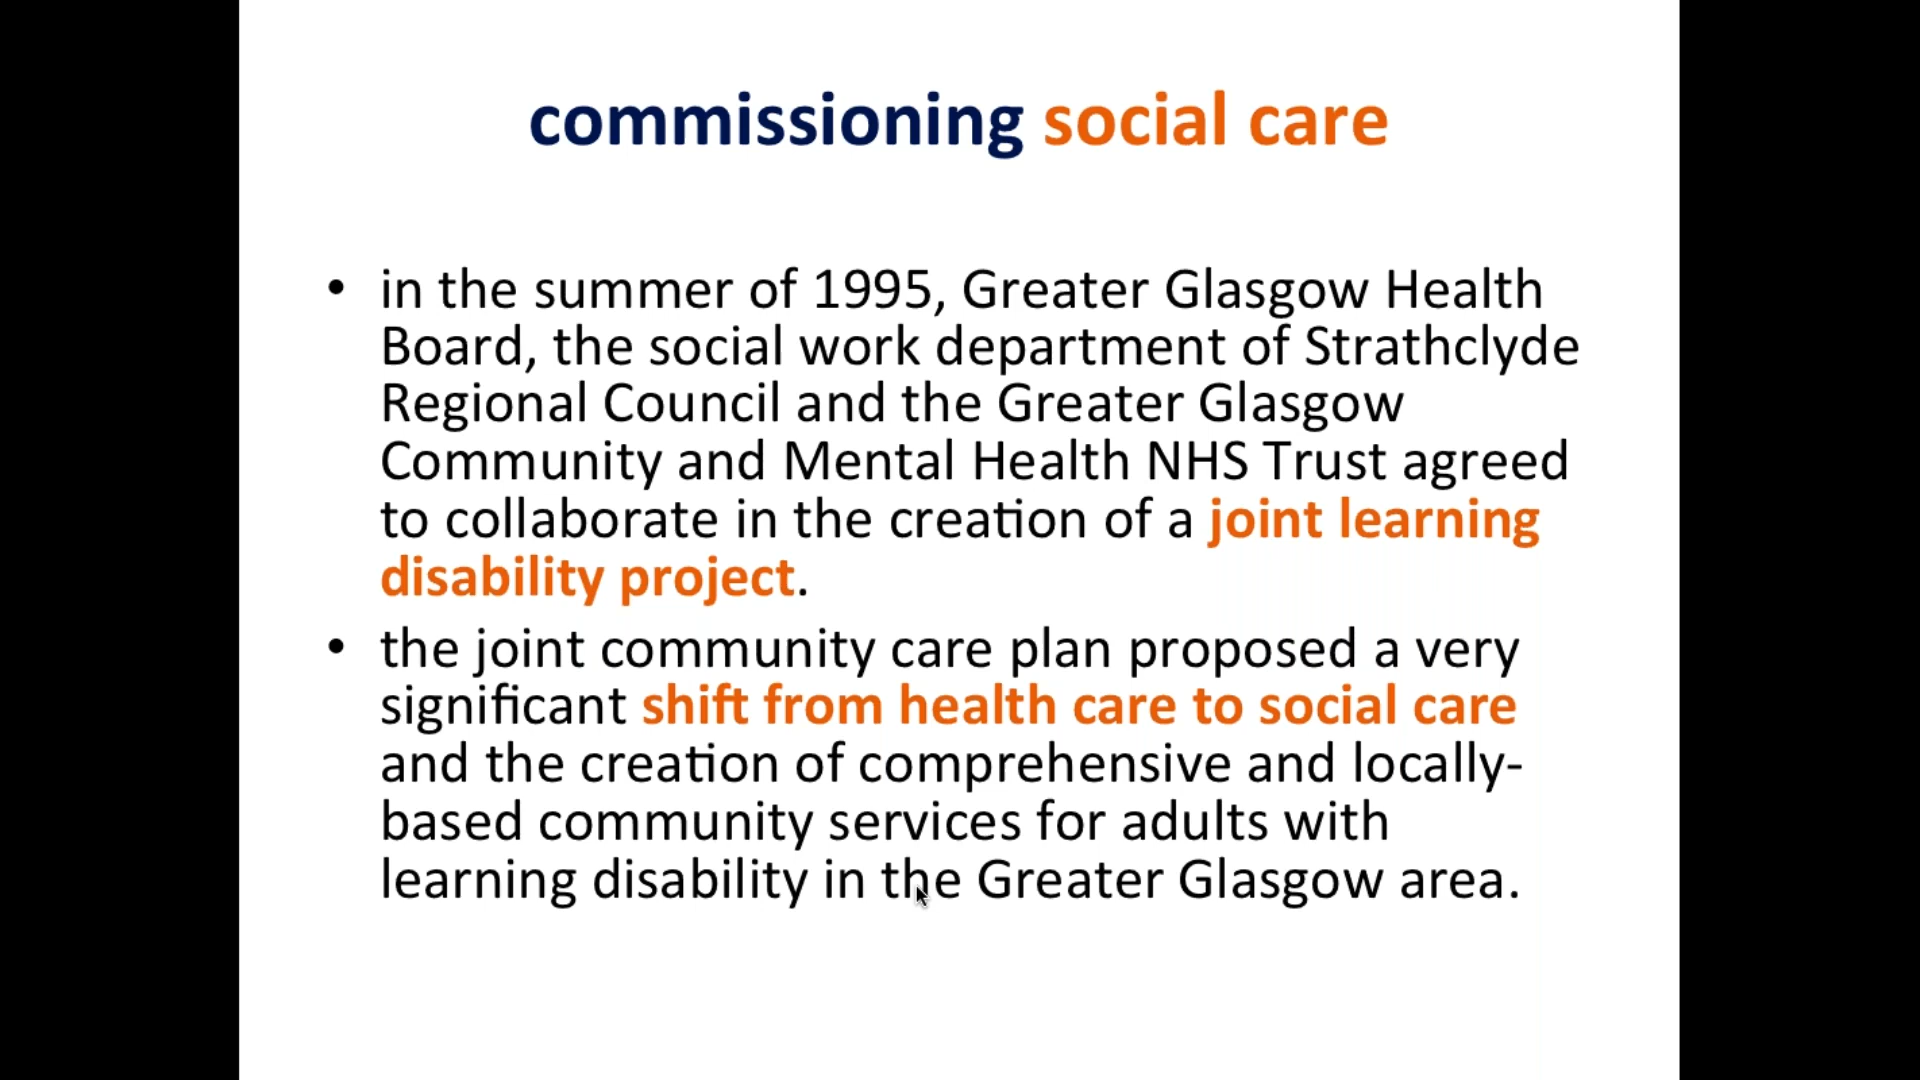 commissioning social care
• in the summer of 1995, Greater Glasgow Health
Board, the social work department of Strathclyde
Regional Council and the Greater Glasgow
Community and Mental Health NHS Trust agreed
to collaborate in the creation of a joint learning
disability project.
• the joint community care plan proposed a very
significant shift from health care to social care
and the creation of comprehensive and locally-
based community services for adults with
learning disability in the Greater Glasgow area.